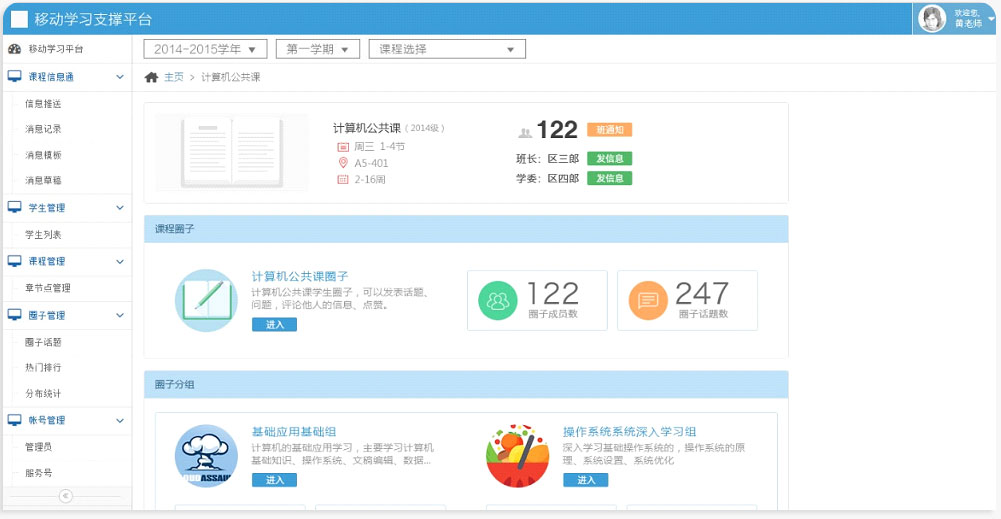 移动学习支撑平台
欢迎您,
黄老师
移动学习平台
2014-2015学年
第一学期
课程选择
课程信息通
主页 > 计算机公共课
信息推送
消息记录
消息模板
消息草稿
计算机公共课（2014级）
周三 1-4节
A5-401
2-16周
122 班通知
班长：区三郎 发信息
学委：区四郎 发信息
学生管理
学生列表
课程管理
章节点管理
圈子管理
圈子话题
热门排行
分布统计
帐号管理
管理员
服务号
课程圈子
计算机公共课圈子
计算机公共课学生圈子，可以发表话题、
问题，评论他人的信息、点赞。
进入
122
圈子成员数
247
圈子话题数
圈子分组
基础应用基础组
计算机的基础应用学习，主要学习计算机
基础知识、操作系统、文稿编辑、数据...
进入
操作系统系统深入学习组
深入学习基础操作系统的，操作系统的原
理、系统设置、系统优化
进入